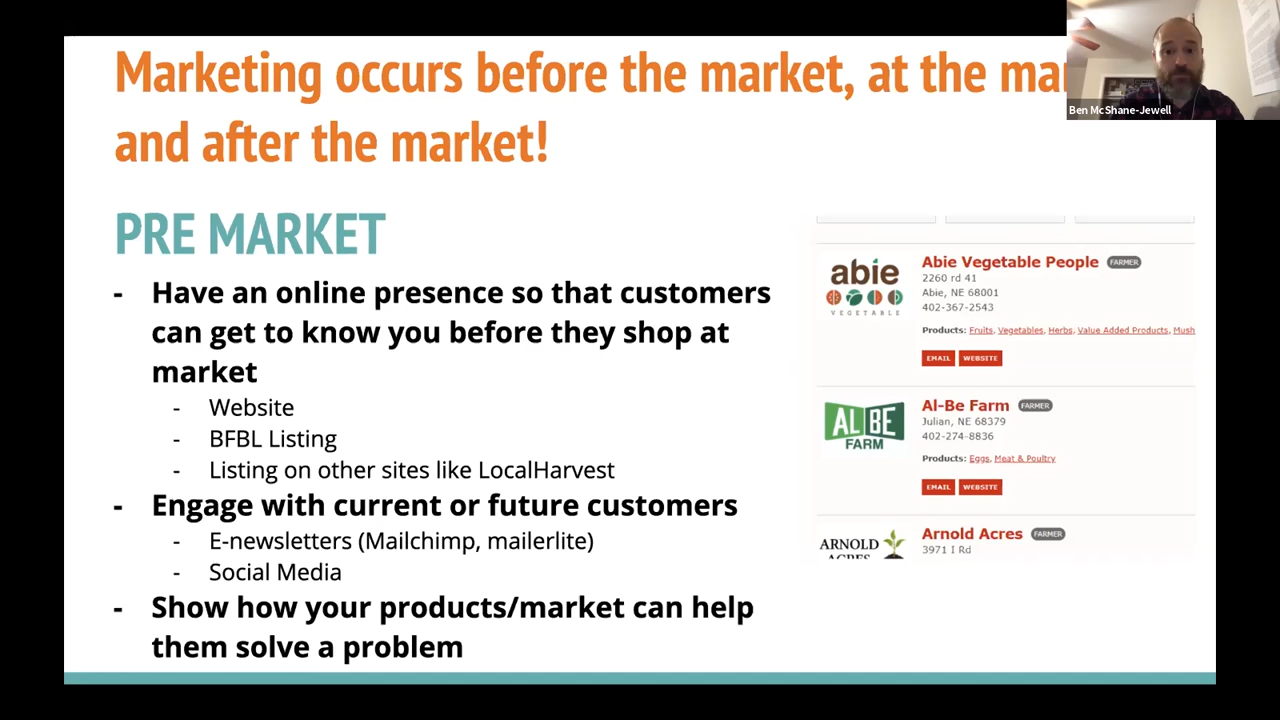 Marketing occurs before the market, at the
and after the market!
Ben McShane-Jewell
PRE MARKET
- Have an online presence so that customers
can get to know you before they shop at
market
- Website
- BFBL Listing
- Listing on other sites like LocalHarvest
- Engage with current or future customers
- E-newsletters (Mailchimp, mailerlite)
- Social Media
- Show how your products/market can help
them solve a problem
abie
VEGETABLE
Abie Vegetable People FARMER
2260 rd 41
Abie, NE 68001
402-367-2543
Products: Fruits, Vegetables, Herbs, Value Added Products, Mush
EMAIL WEBSITE
AL BE
FARM
Al-Be Farm FARMER
Julian, NE 68379
402-274-8836
Products: Eggs, Meat & Poultry
EMAIL WEBSITE
ARNOLD
ACRES
Arnold Acres FARMER
3971 I Rd